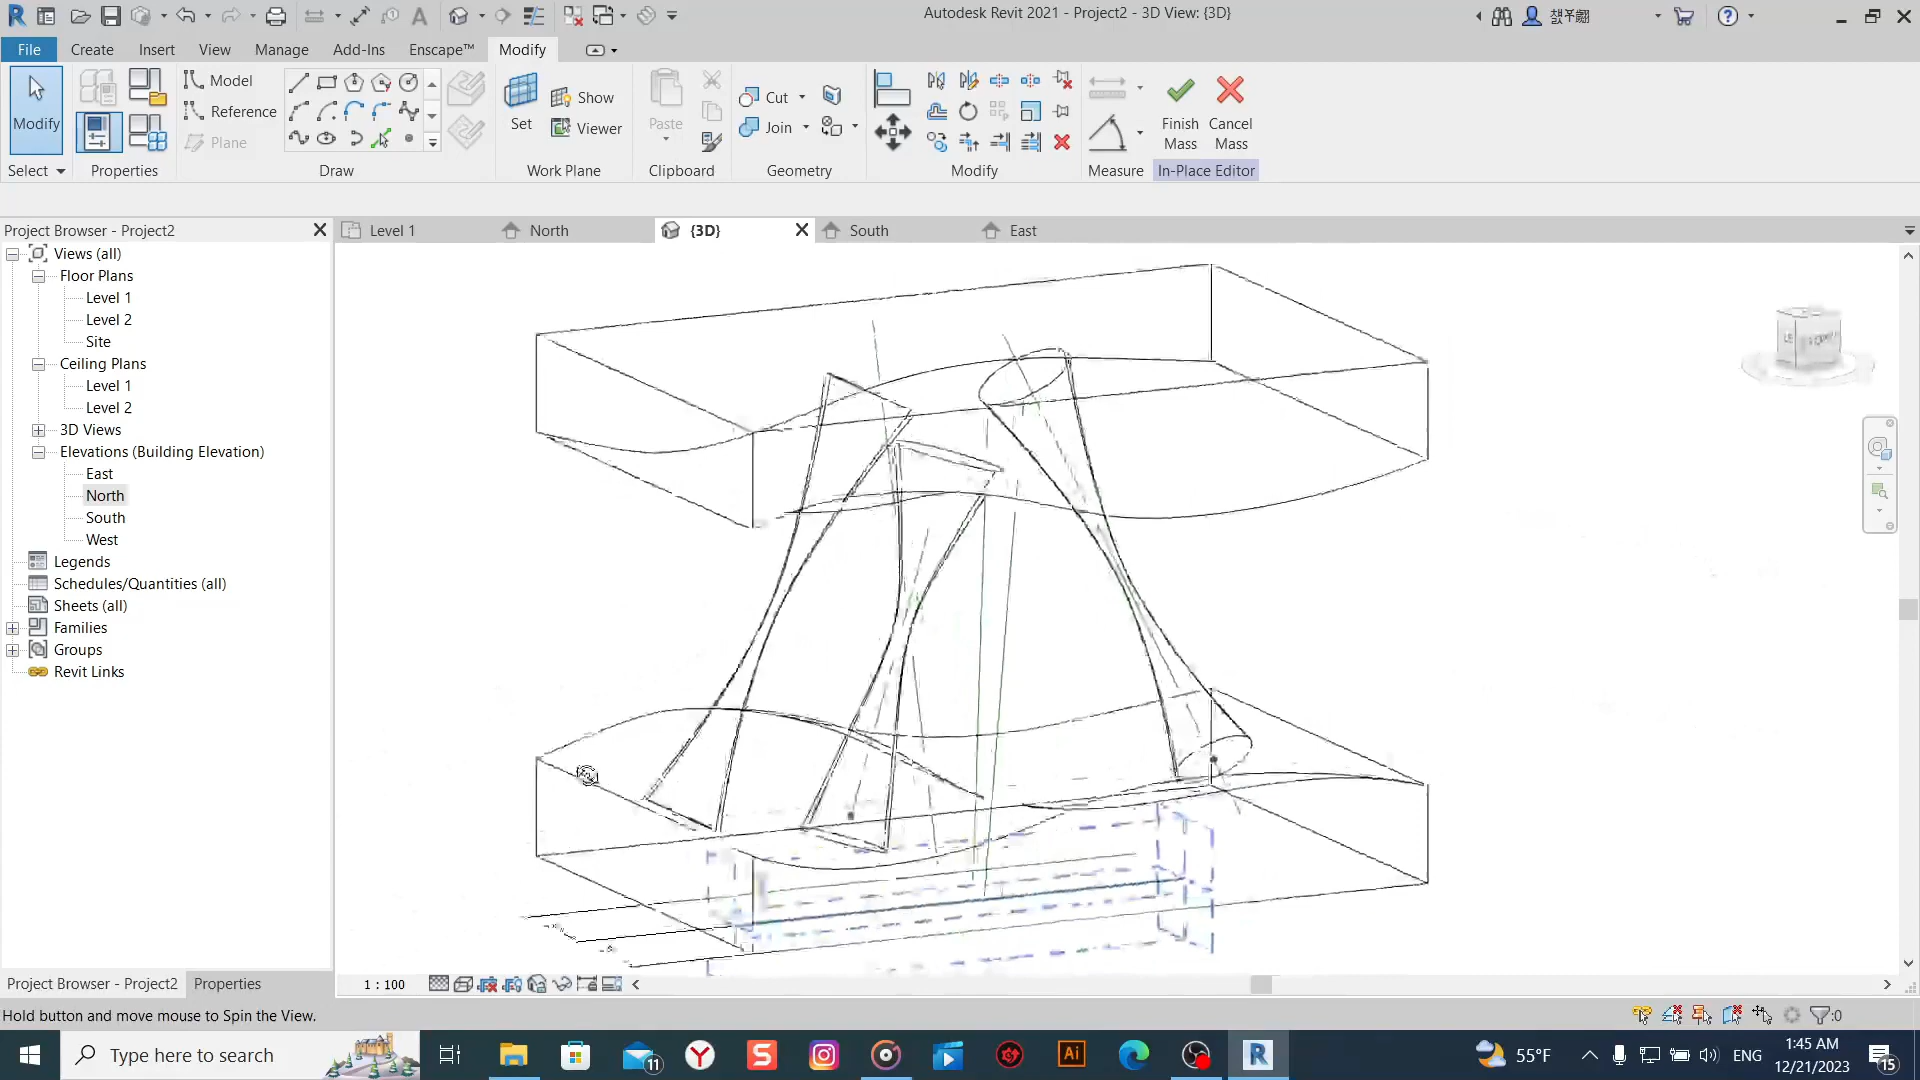 Autodesk Revit 2021 - Project2 - 3D View: {3D}
File Create Insert View Manage Add-Ins Enscape™ Modify
Modify
Model
Reference
Plane
Set
Show
Viewer
Paste
Cut
Join
Finish Mass
Cancel Mass
Select Properties Draw Work Plane Clipboard Geometry Modify Measure In-Place Editor
Project Browser - Project2
Level 1 North {3D} South East
Views (all)
Floor Plans
Level 1
Level 2
Site
Ceiling Plans
Level 1
Level 2
3D Views
Elevations (Building Elevation)
East
North
South
West
Legends
Schedules/Quantities (all)
Sheets (all)
Families
Groups
Revit Links
Project Browser - Project2 Properties
1 : 100
Hold button and move mouse to Spin the View.
:0
Type here to search
11
Ai
55°F
ENG
1:45 AM
12/21/2023
15